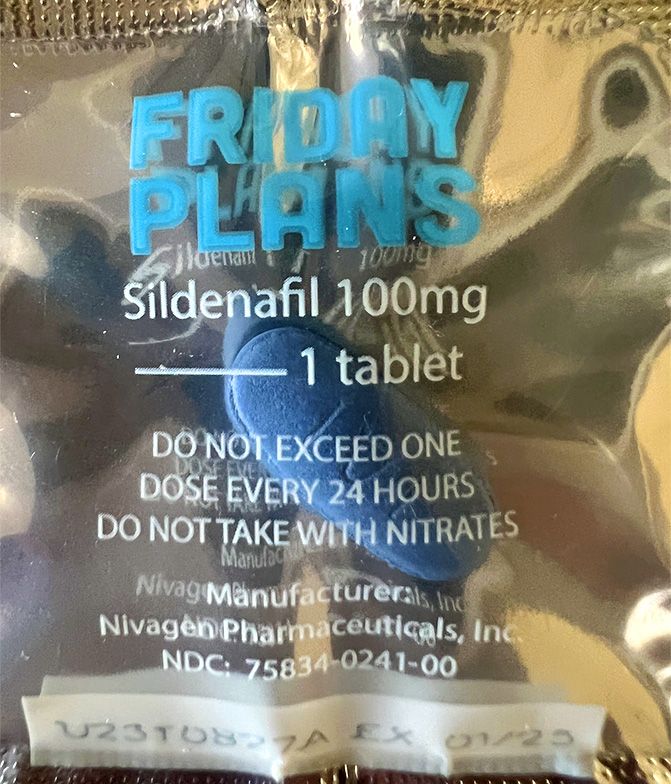 FRIDAY
PLANS
Sildenafil 100mg
1 tablet
DO NOT EXCEED ONE
DOSE EVERY 24 HOURS
DO NOT TAKE WITH NITRATES
Manufacturer:
Nivagen Pharmaceuticals, Inc.
NDC: 75834-0241-00
EX